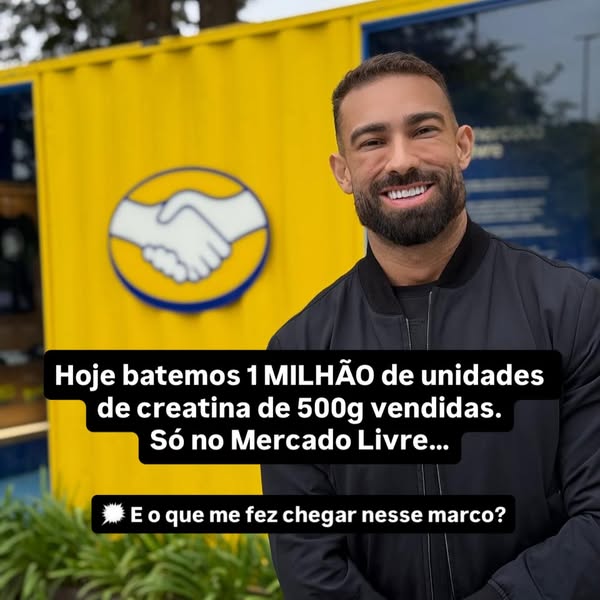 mercado
Hoje batemos 1 MILHÃO de unidades
de creatina de 500g vendidas.
Só no Mercado Livre...
🗯 E o que me fez chegar nesse marco?